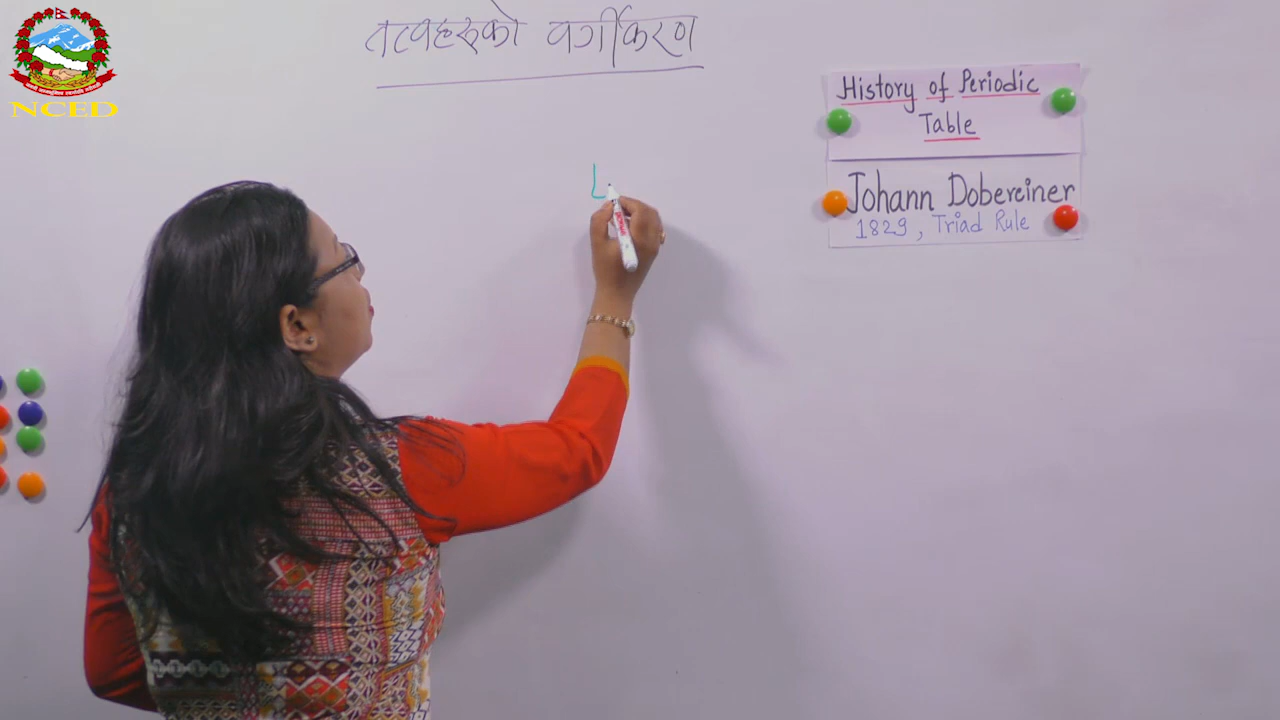 NCED
तत्वहरुको वर्गीकरण
History of Periodic
Table
Johann Dobereiner
1829, Triad Rule
L